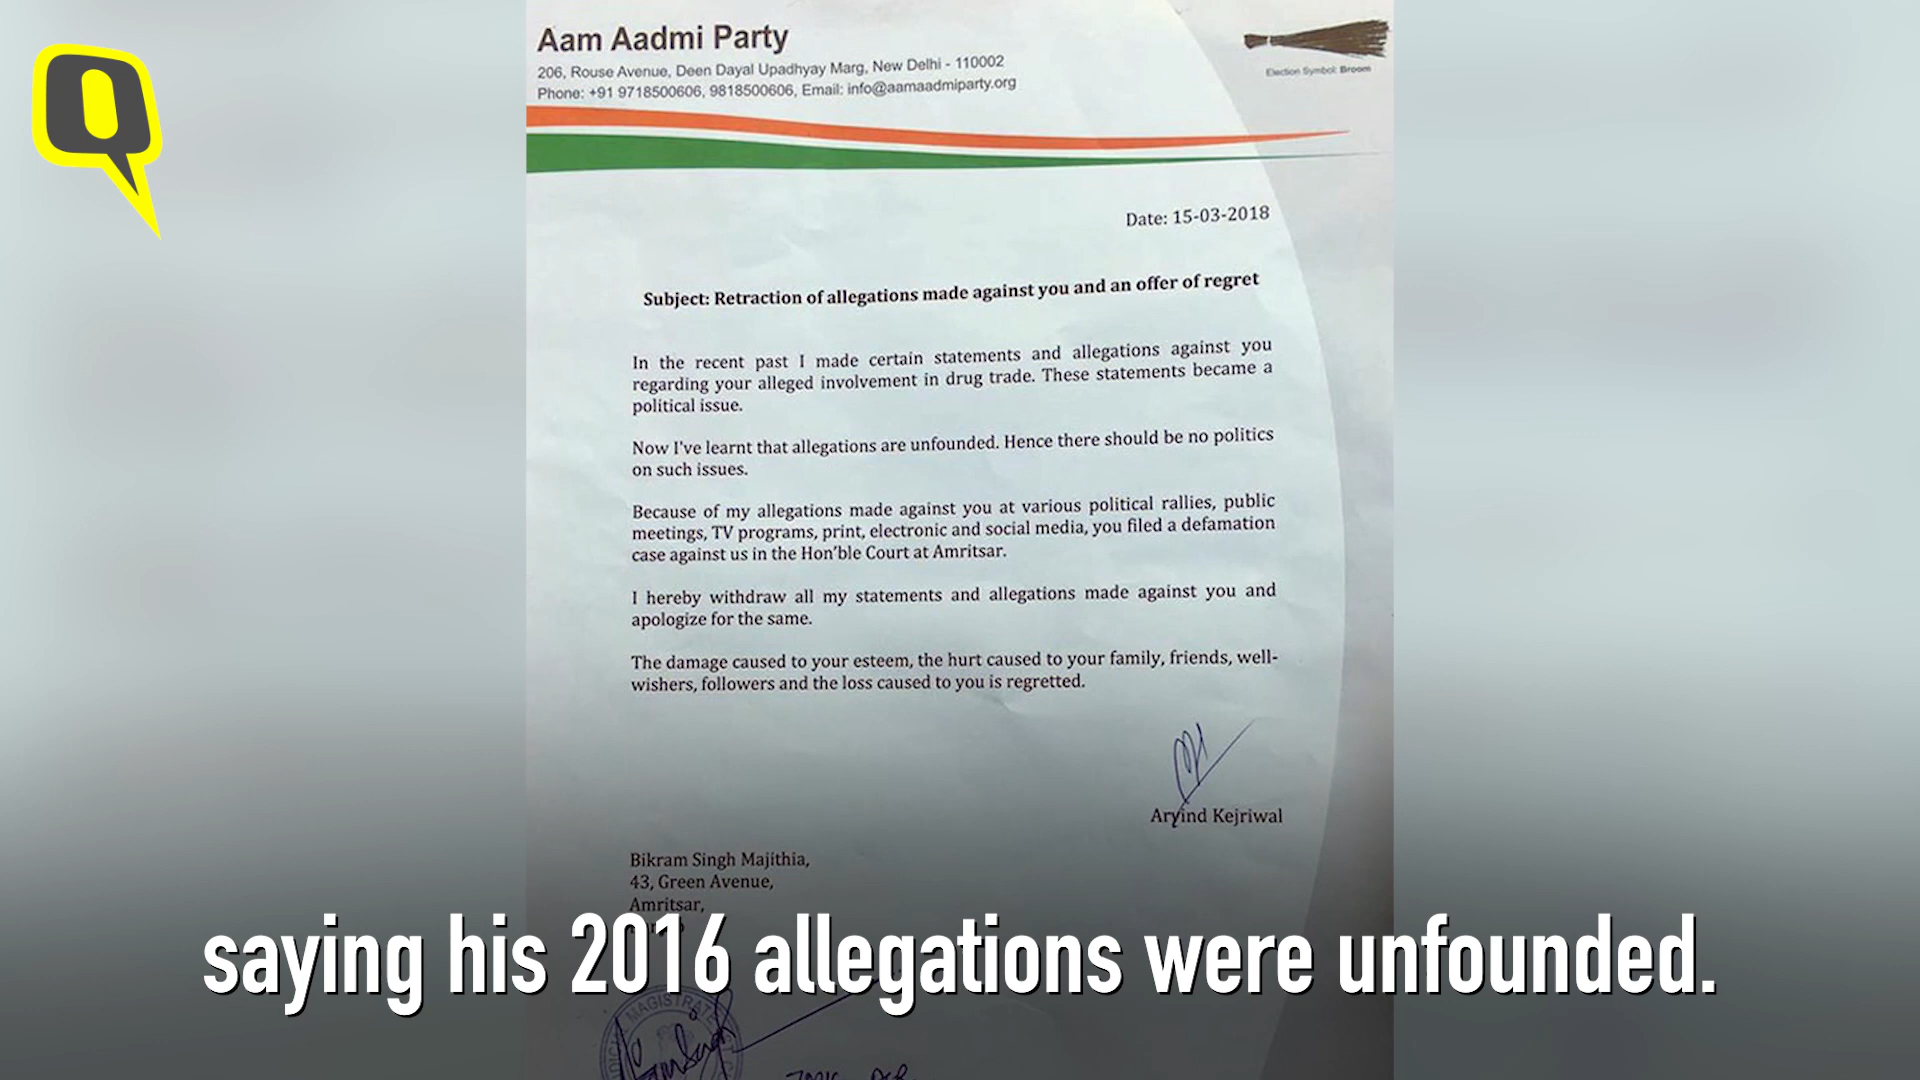 Q
Aam Aadmi Party
206, Rouse Avenue, Deen Dayal Upadhyay Marg, New Delhi - 110002
Phone: +91 9718500606, 9818500606, Email: info@aamaadmiparty.org
Election Symbol: Broom
Date: 15-03-2018
Subject: Retraction of allegations made against you and an offer of regret
In the recent past I made certain statements and allegations against you
regarding your alleged involvement in drug trade. These statements became a
political issue.
Now I've learnt that allegations are unfounded. Hence there should be no politics
on such issues.
Because of my allegations made against you at various political rallies, public
meetings, TV programs, print, electronic and social media, you filed a defamation
case against us in the Hon'ble Court at Amritsar.
I hereby withdraw all my statements and allegations made against you and
apologize for the same.
The damage caused to your esteem, the hurt caused to your family, friends, well-
wishers, followers and the loss caused to you is regretted.
Arvind Kejriwal
Bikram Singh Majithia,
43, Green Avenue,
Amritsar,
saying his 2016 allegations were unfounded.
MAGISTRATE